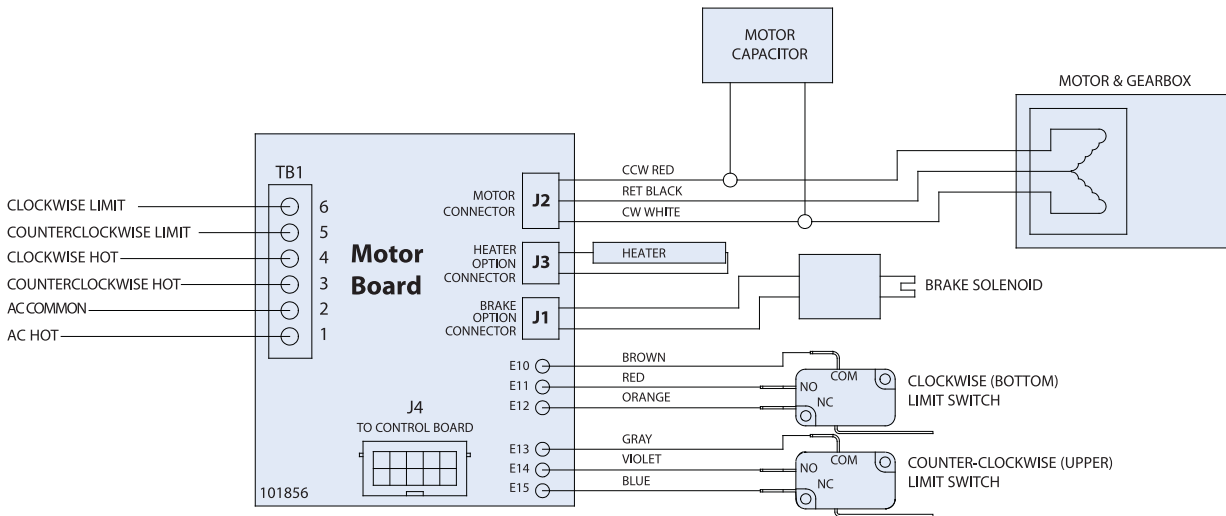 MOTOR
CAPACITOR
MOTOR & GEARBOX
TB1
CLOCKWISE LIMIT 6
COUNTERCLOCKWISE LIMIT 5
CLOCKWISE HOT 4
COUNTERCLOCKWISE HOT 3
AC COMMON 2
AC HOT 1
Motor
Board
MOTOR
CONNECTOR
J2
CCW RED
RET BLACK
CW WHITE
HEATER
OPTION
CONNECTOR
J3
HEATER
BRAKE
OPTION
CONNECTOR
J1
BRAKE SOLENOID
E10 BROWN
E11 RED
E12 ORANGE
COM
NO
NC
CLOCKWISE (BOTTOM)
LIMIT SWITCH
J4
TO CONTROL BOARD
E13 GRAY
E14 VIOLET
E15 BLUE
COM
NO
NC
COUNTER-CLOCKWISE (UPPER)
LIMIT SWITCH
101856